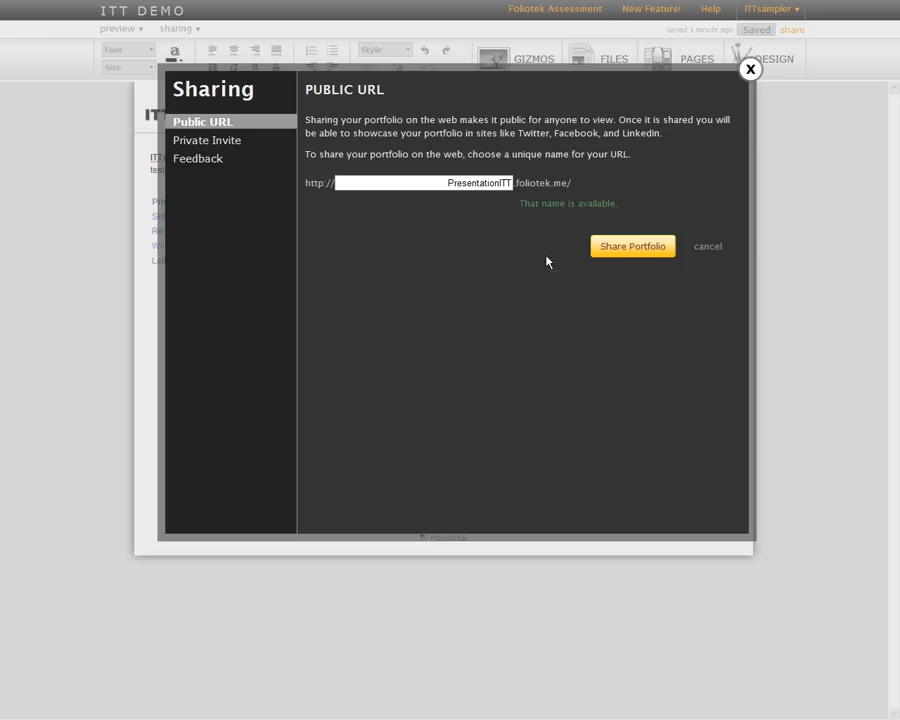 ITT DEMO
Foliotek Assessment
New Feature!
Help
ITTsampler ▾
preview ▾
sharing ▾
saved 1 minute ago
Saved
share
Font
Size
a
Style
GIZMOS
FILES
PAGES
DESIGN
X
Sharing
Public URL
Private Invite
Feedback
PUBLIC URL
Sharing your portfolio on the web makes it public for anyone to view. Once it is shared you will
be able to showcase your portfolio in sites like Twitter, Facebook, and LinkedIn.
To share your portfolio on the web, choose a unique name for your URL.
http://PresentationITT.foliotek.me/
That name is available.
Share Portfolio
cancel